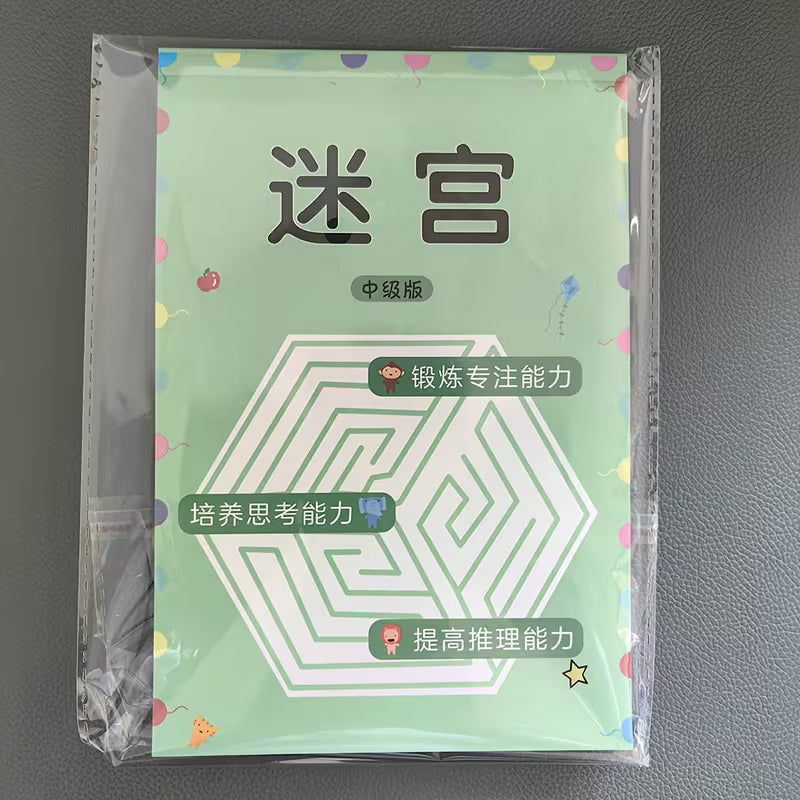 迷宫
中级版
锻炼专注能力
培养思考能力
提高推理能力